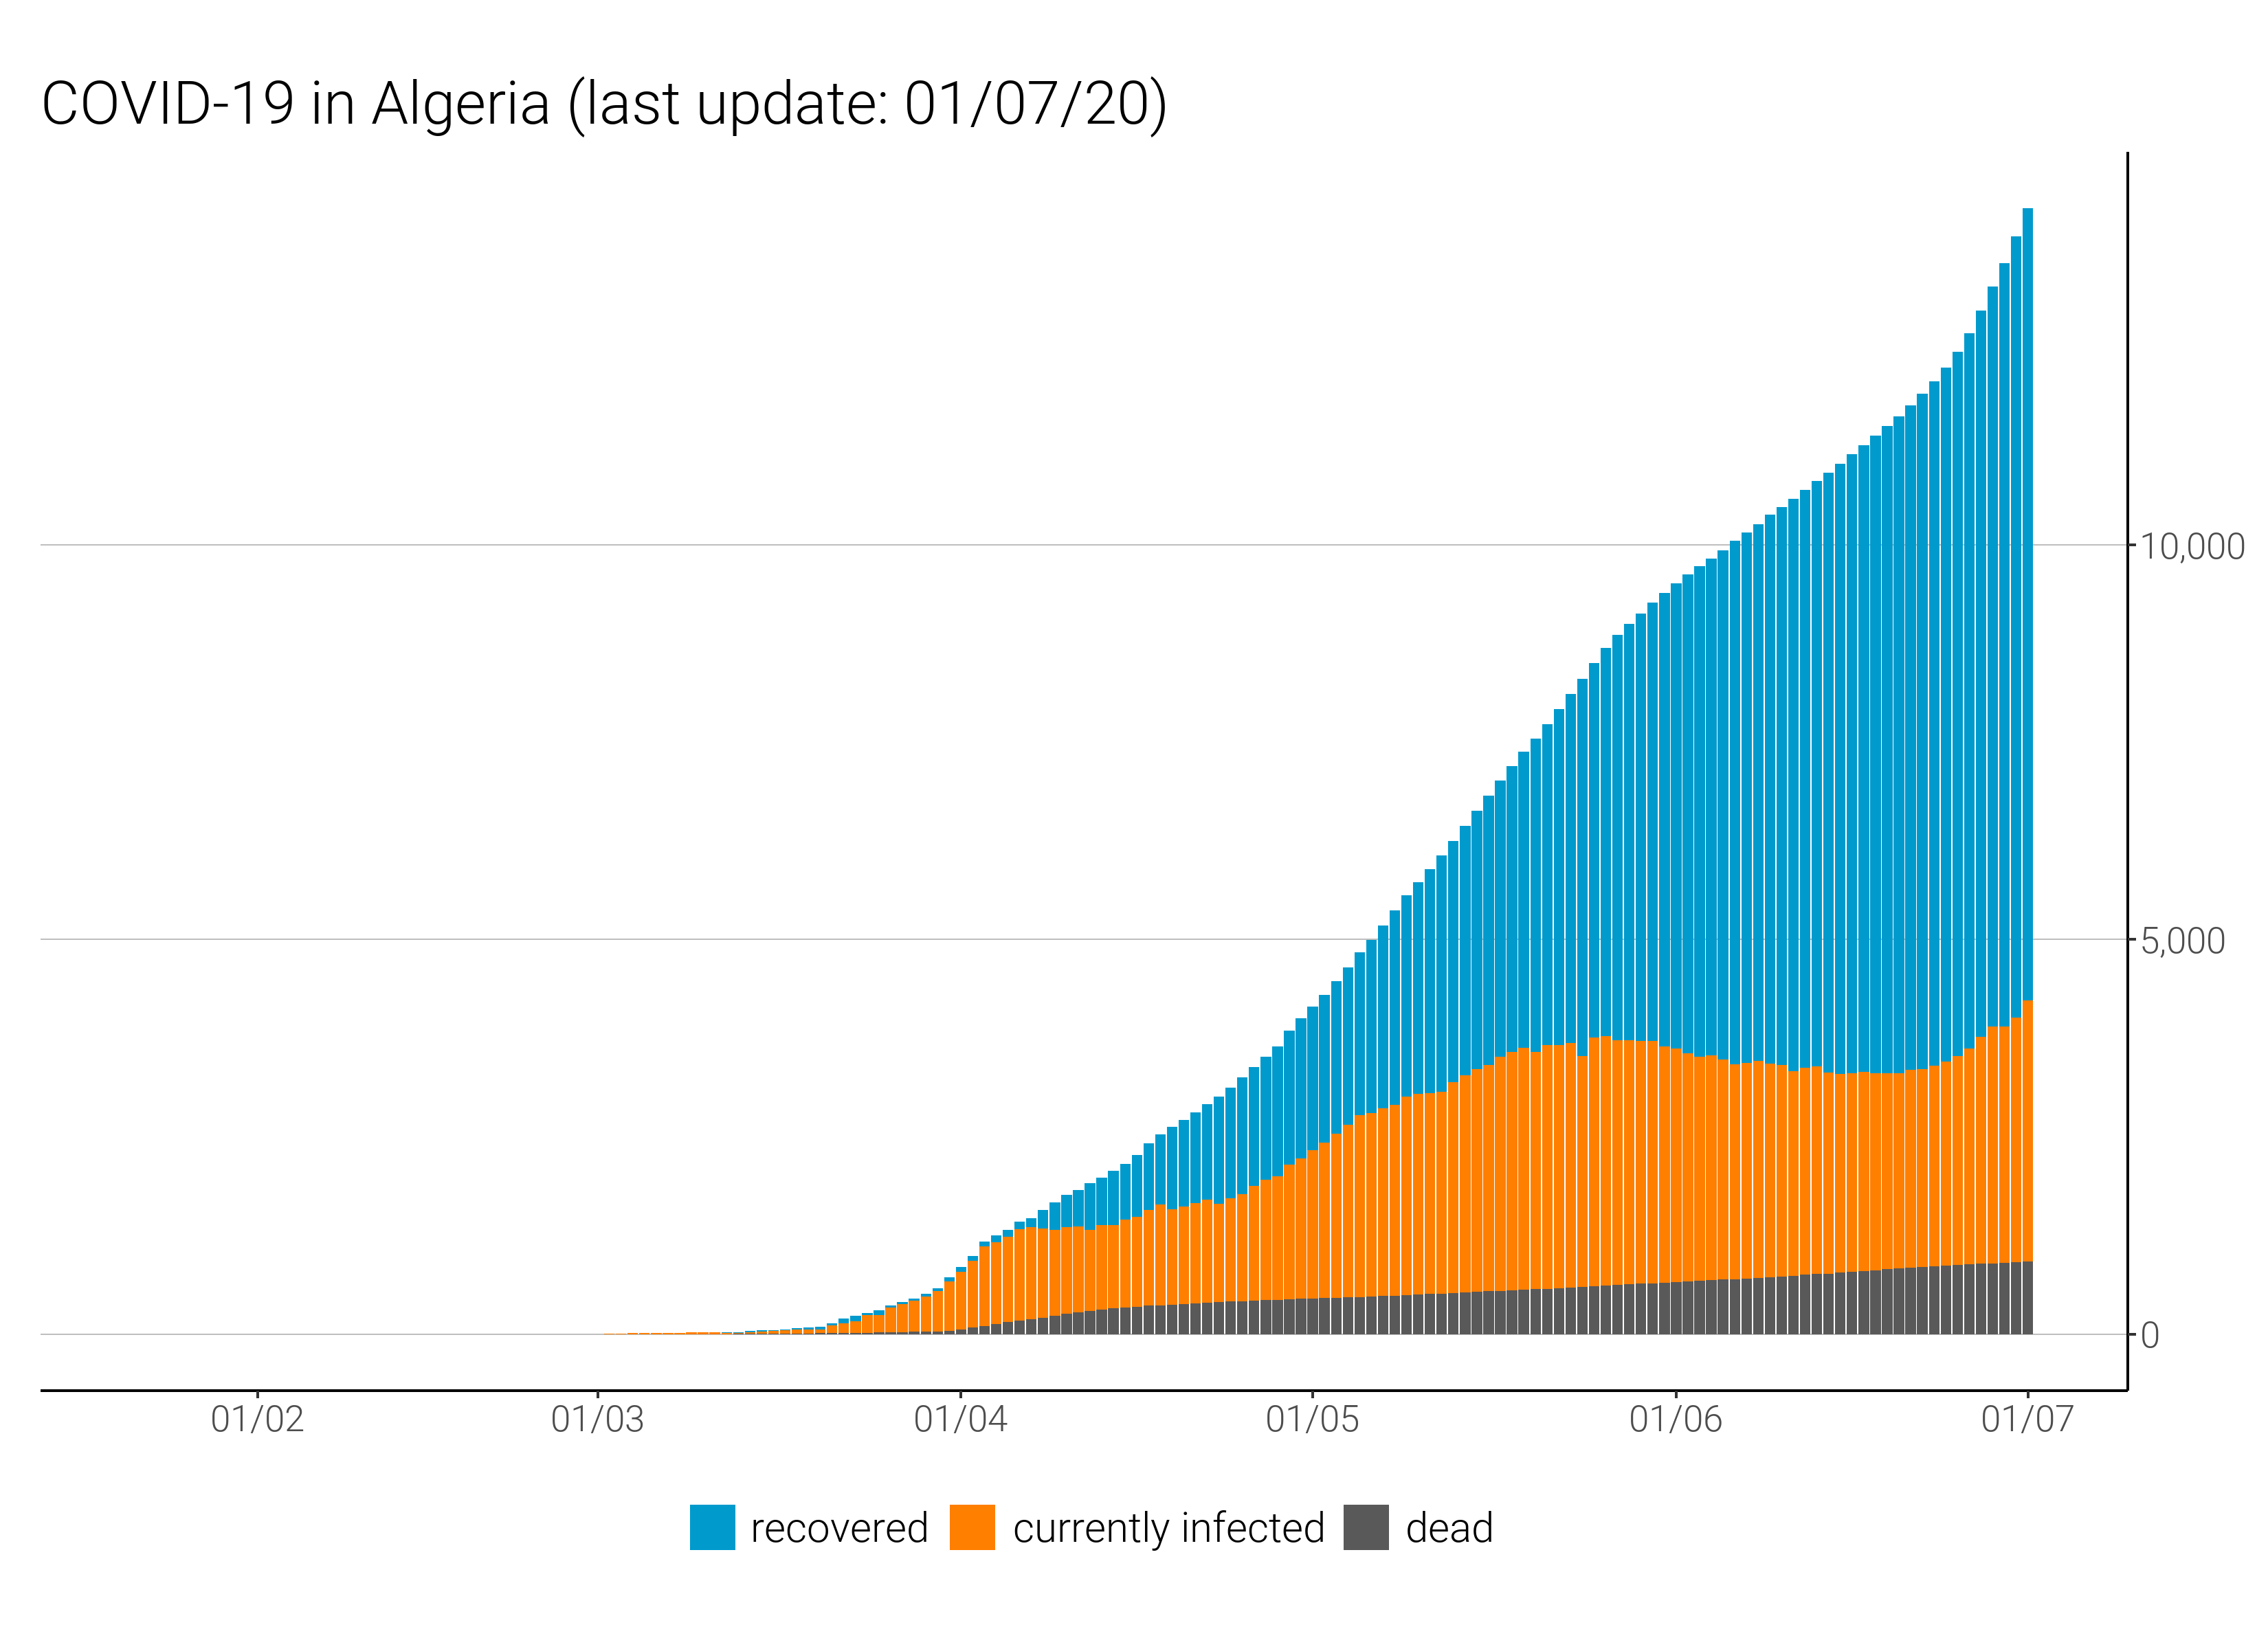 COVID-19 in Algeria (last update: 01/07/20)
10,000
5,000
0
01/02 01/03 01/04 01/05 01/06 01/07
recovered currently infected dead